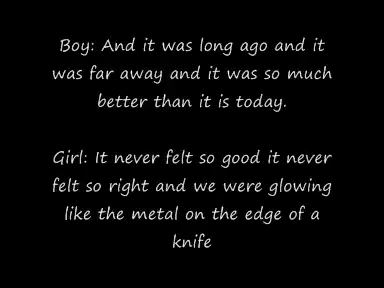 Boy: And it was long ago and it
was far away and it was so much
better than it is today.
Girl: It never felt so good it never
felt so right and we were glowing
like the metal on the edge of a
knife